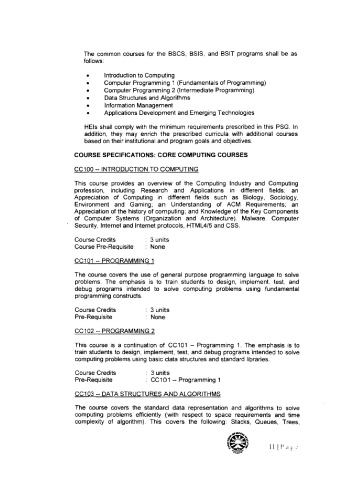 The common courses for the BSCS, BSIS, and BSIT programs shall be as
follows:
• Introduction to Computing
• Computer Programming 1 (Fundamentals of Programming)
• Computer Programming 2 (Intermediate Programming)
• Data Structures and Algorithms
• Information Management
• Applications Development and Emerging Technologies
HEIs shall comply with the minimum requirements prescribed in this PSG. In
addition, they may enrich the prescribed curricula with additional courses
based on their institutional and program goals and objectives.
COURSE SPECIFICATIONS: CORE COMPUTING COURSES
CC100 – INTRODUCTION TO COMPUTING
This course provides an overview of the Computing Industry and Computing
profession, including Research and Applications in different fields; an
Appreciation of Computing in different fields such as Biology, Sociology,
Environment and Gaming; an Understanding of ACM Requirements; an
Appreciation of the history of computing; and Knowledge of the Key Components
of Computer Systems (Organization and Architecture), Malware, Computer
Security, Internet and Internet protocols, HTML4/5 and CSS.
Course Credits : 3 units
Course Pre-Requisite : None
CC101 – PROGRAMMING 1
The course covers the use of general purpose programming language to solve
problems. The emphasis is to train students to design, implement, test, and
debug programs intended to solve computing problems using fundamental
programming constructs.
Course Credits : 3 units
Pre-Requisite : None
CC102 – PROGRAMMING 2
This course is a continuation of CC101 – Programming 1. The emphasis is to
train students to design, implement, test, and debug programs intended to solve
computing problems using basic data structures and standard libraries.
Course Credits : 3 units
Pre-Requisite : CC101 – Programming 1
CC103 – DATA STRUCTURES AND ALGORITHMS
The course covers the standard data representation and algorithms to solve
computing problems efficiently (with respect to space requirements and time
complexity of algorithm). This covers the following: Stacks, Queues, Trees,
11 | Page